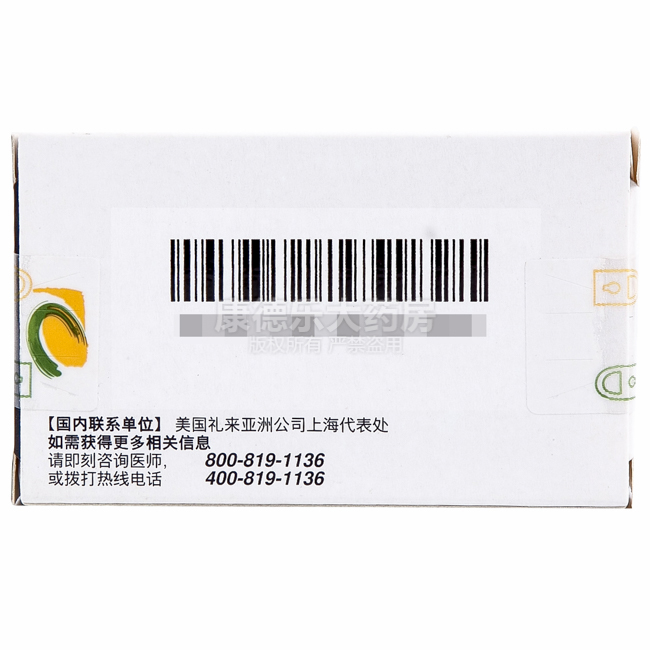 康德乐大药房
版权所有 严禁盗用
【国内联系单位】 美国礼来亚洲公司上海代表处
如需获得更多相关信息
请即刻咨询医师, 800-819-1136
或拨打热线电话 400-819-1136